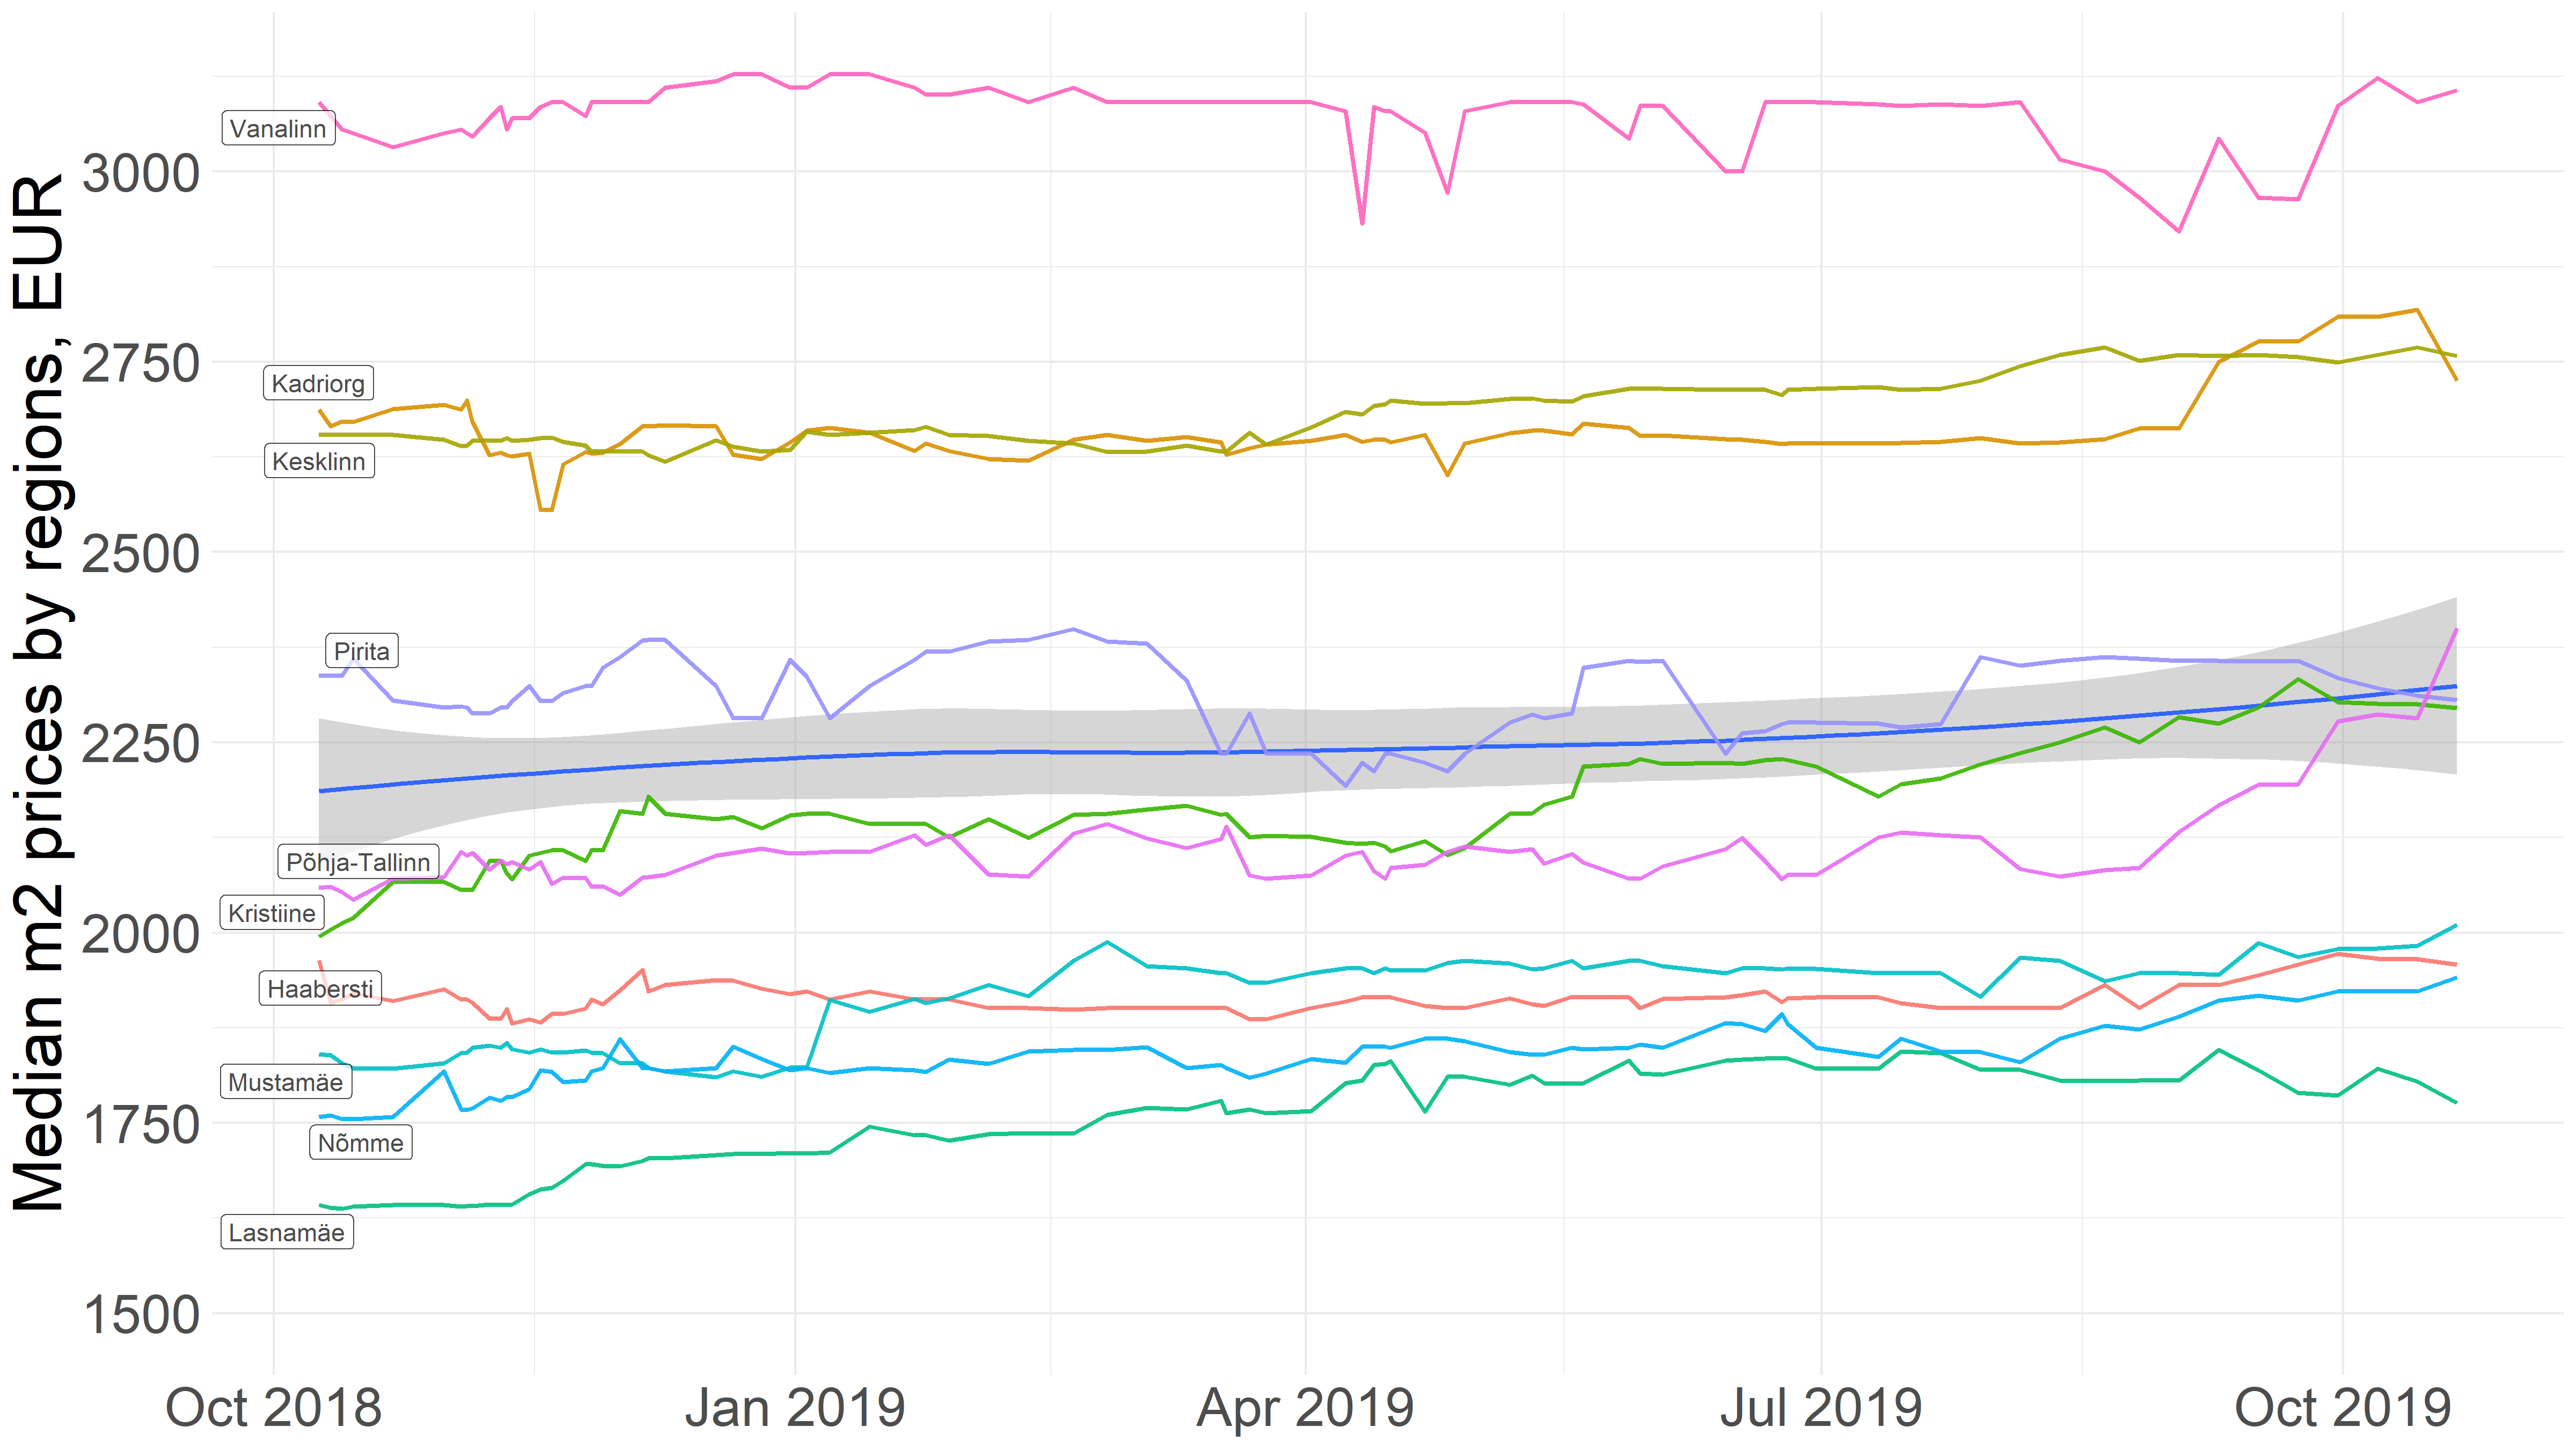 Median m2 prices by regions, EUR
3000
2750
2500
2250
2000
1750
1500
Vanalinn
Kadriorg
Kesklinn
Pirita
Põhja-Tallinn
Kristiine
Haabersti
Mustamäe
Nõmme
Lasnamäe
Oct 2018
Jan 2019
Apr 2019
Jul 2019
Oct 2019